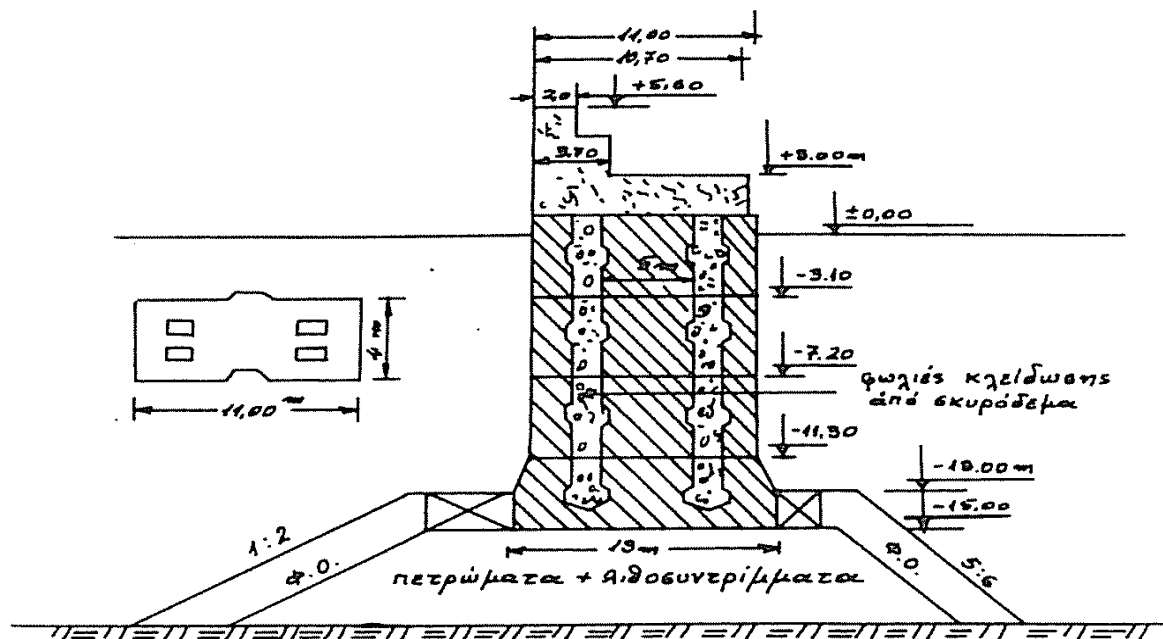 11,00
10,70
20
+5.60
3.70
+3.00m
±0,00
-3.10
-7.20
φωλιές κλείδωσης
από σκυρόδεμα
-11,30
-13.00m
-15.00
4m
11,00m
1:2
Φ.Ο.
13m
Φ.Ο.
5:6
πετρώματα + λιθοσυντρίμματα